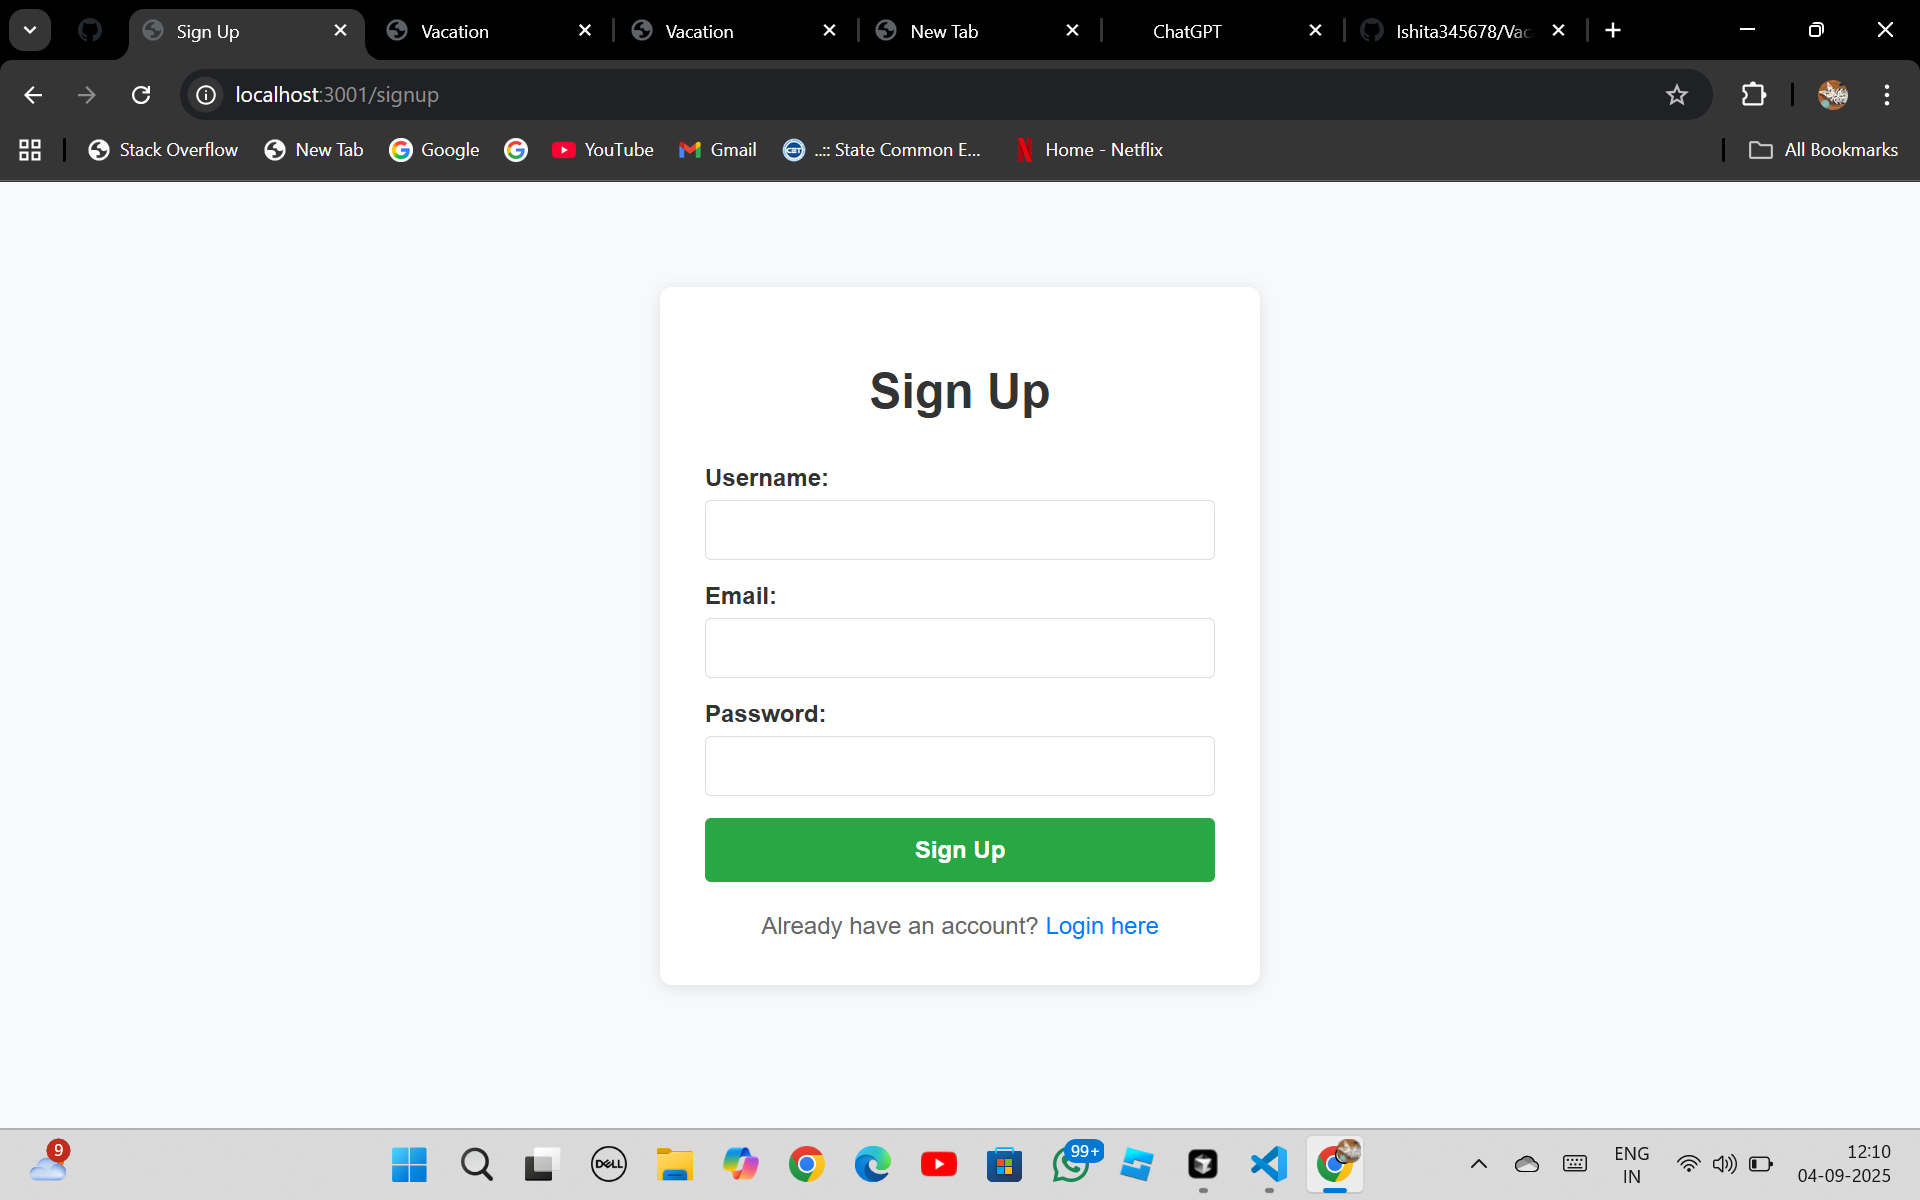 Sign Up
Vacation
Vacation
New Tab
ChatGPT
Ishita345678/Vac
localhost:3001/signup
Stack Overflow
New Tab
Google
YouTube
Gmail
..:: State Common E...
Home - Netflix
All Bookmarks
Sign Up
Username:
Email:
Password:
Sign Up
Already have an account? Login here
9
DELL
99+
ENG
IN
12:10
04-09-2025